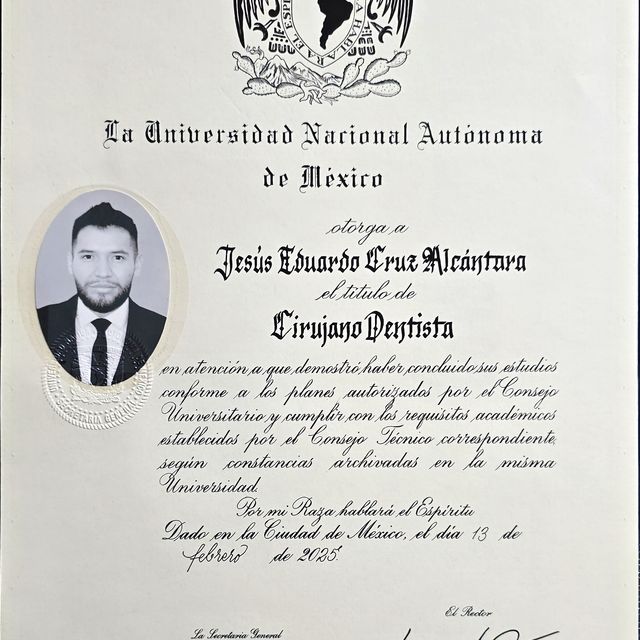 HABLARA EL ESP
La Universidad Nacional Autónoma
de México
otorga a
Jesús Eduardo Cruz Alcántara
el título de
Cirujano Dentista
en atención a que demostró haber concluido sus estudios
conforme a los planes autorizados por el Consejo
Universitario y cumplir con los requisitos académicos
establecidos por el Consejo Técnico correspondiente,
según constancias archivadas en la misma
Universidad.
Por mi Raza hablará el Espíritu
Dado en la Ciudad de México, el día 13 de
febrero de 2025.
El Rector
La Secretaria General